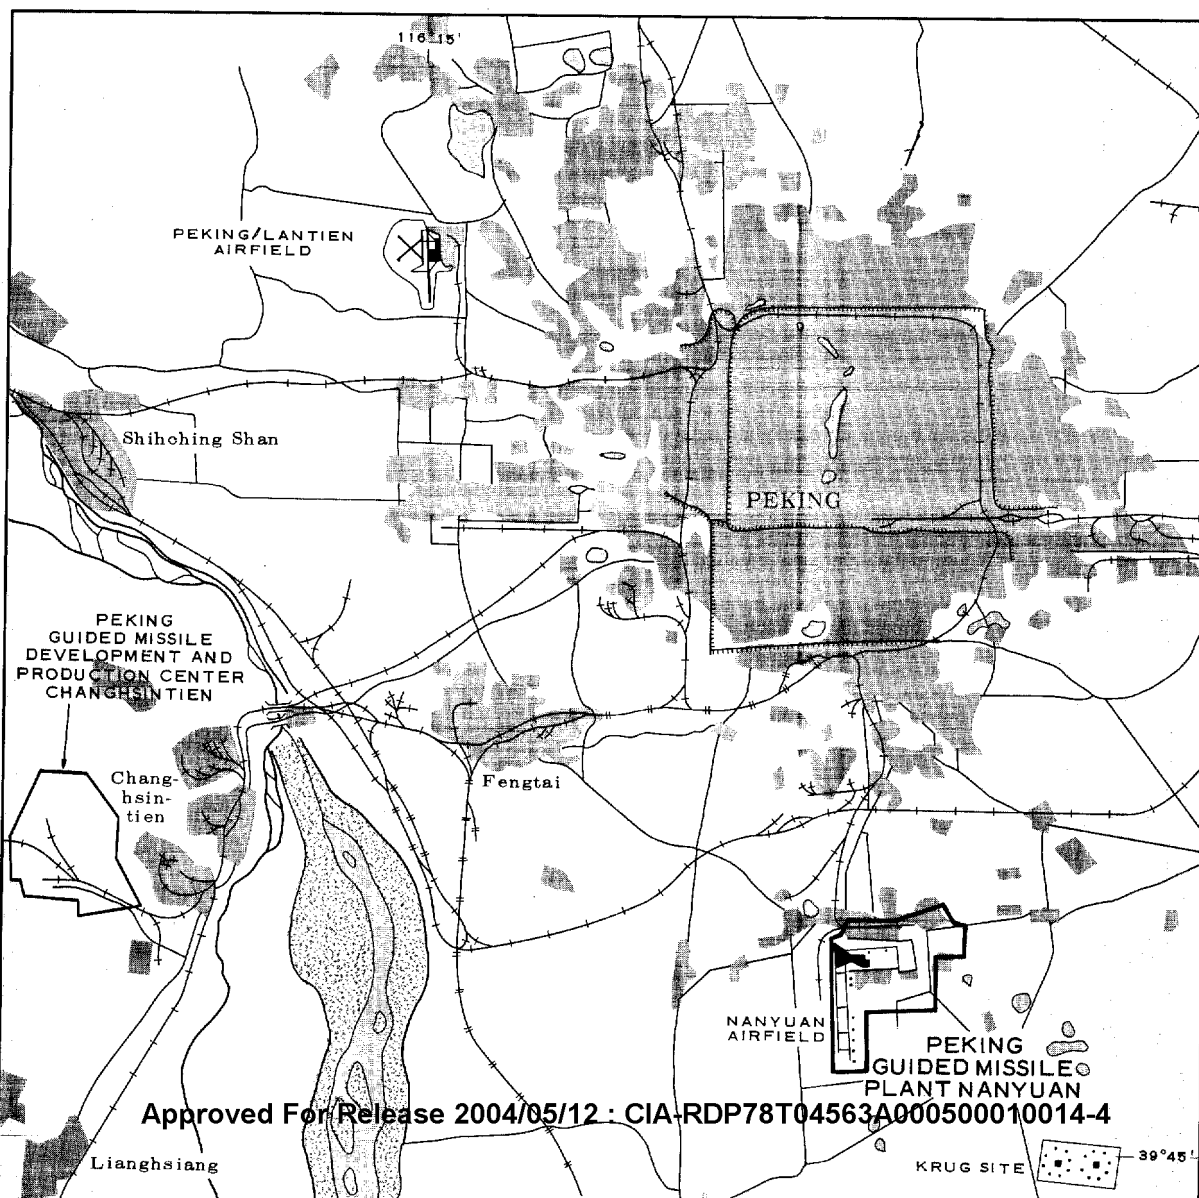 116°15'
PEKING/LANTIEN
AIRFIELD
Shihching Shan
PEKING
PEKING
GUIDED MISSILE
DEVELOPMENT AND
PRODUCTION CENTER
CHANGHSINTIEN
Chang-
hsin-
tien
Fengtai
NANYUAN
AIRFIELD
PEKING
GUIDED MISSILE
PLANT NANYUAN
Approved For Release 2004/05/12 : CIA-RDP78T04563A000500010014-4
Lianghsiang
KRUG SITE
39°45'